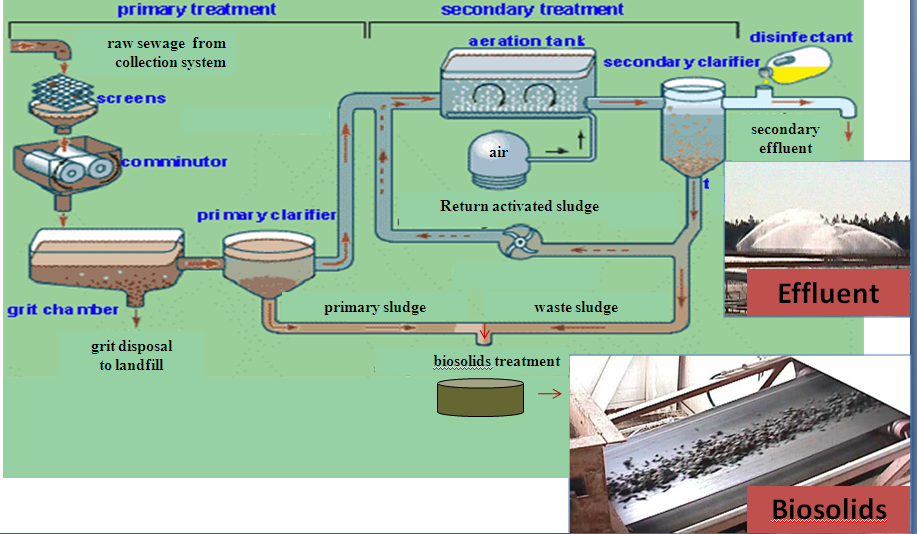 primary treatment
secondary treatment
raw sewage from
collection system
screens
comminutor
primary clarifier
grit chamber
grit disposal
to landfill
aeration tank
secondary clarifier
disinfectant
air
secondary
effluent
t
Return activated sludge
primary sludge
waste sludge
biosolids treatment
Effluent
Biosolids